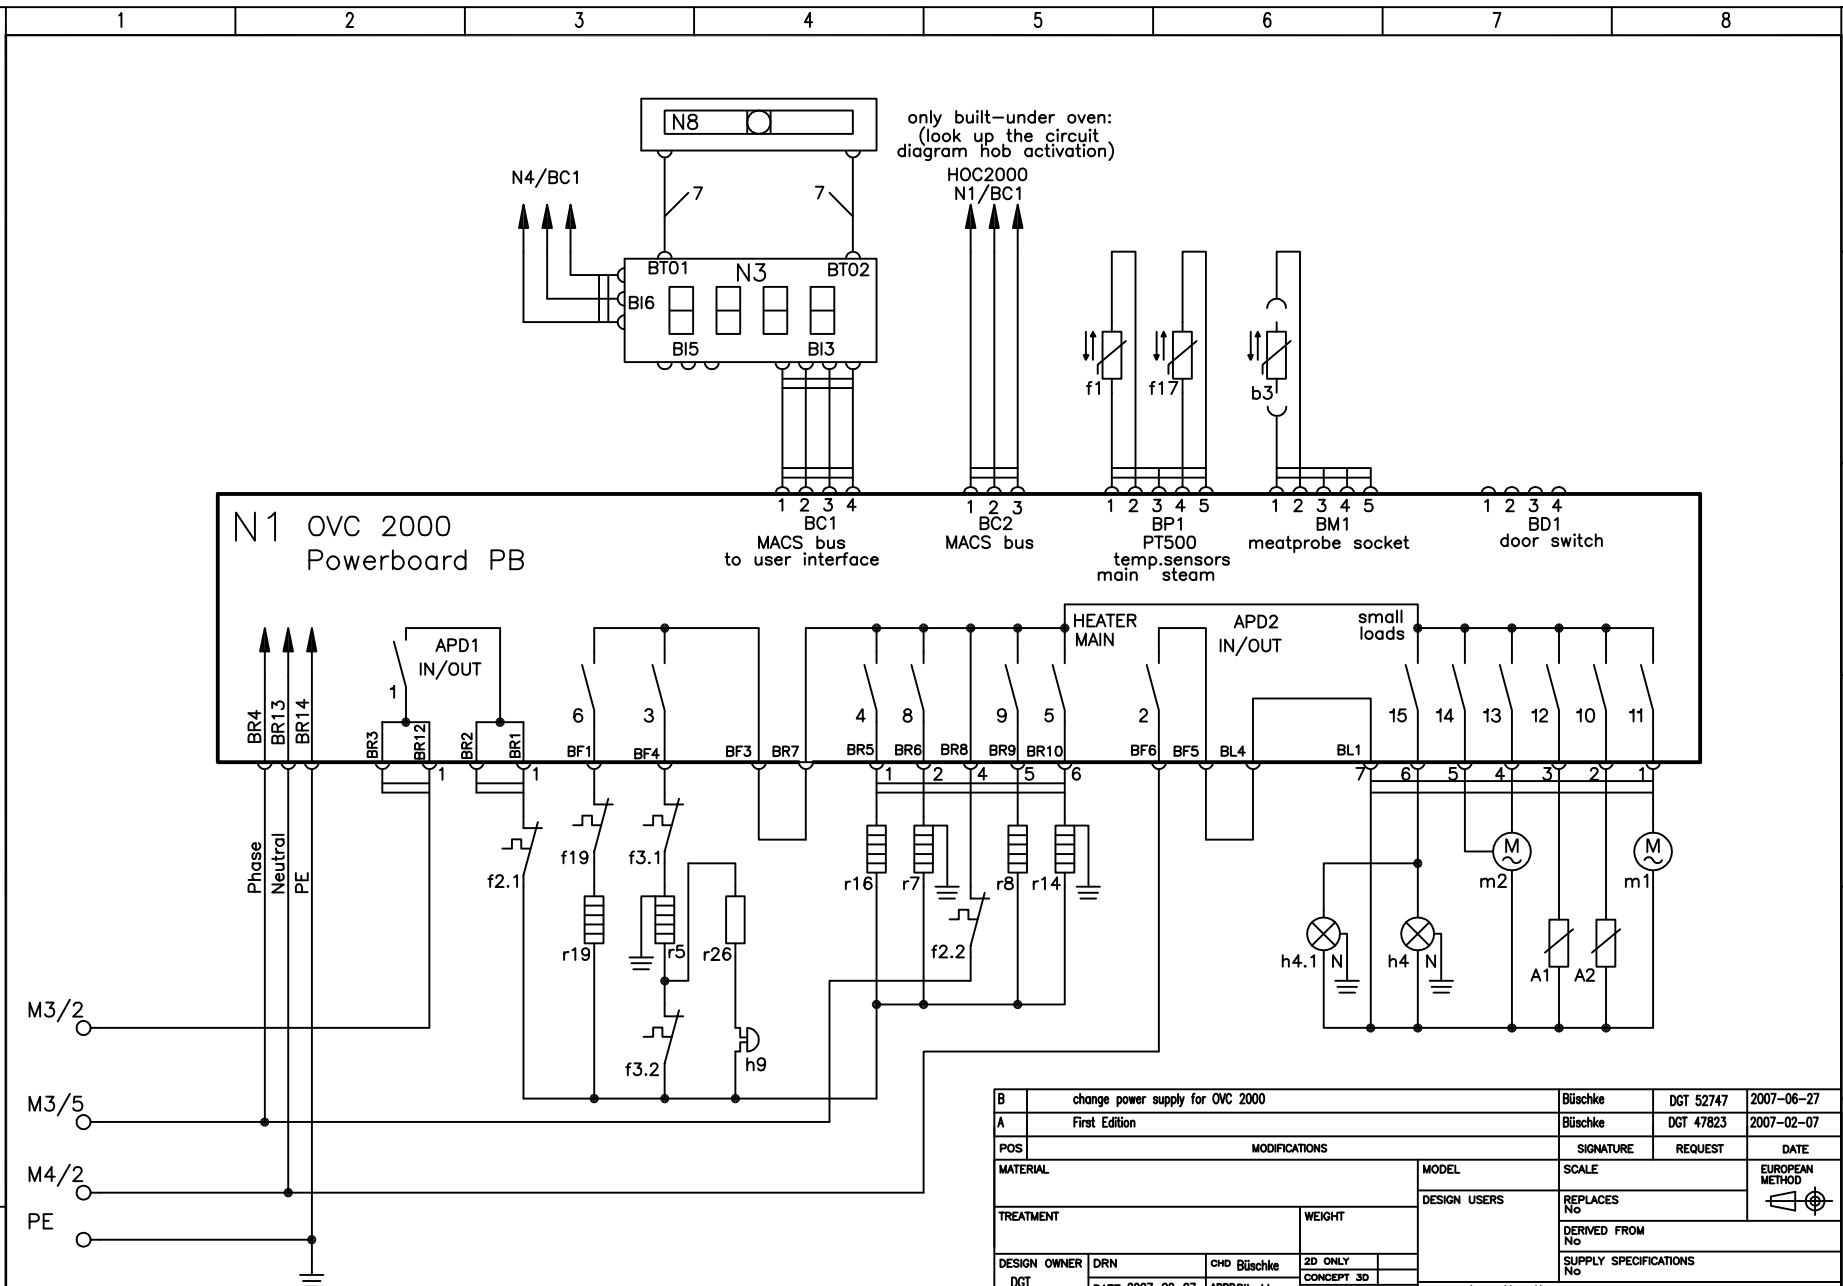 1 2 3 4 5 6 7 8
N8
only built-under oven:
(look up the circuit
diagram hob activation)
HOC2000
N1/BC1
N4/BC1
7 7
BT01 N3 BT02
BI6
BI5 BI3
f1 f17 b3
1 2 3 4 1 2 3 1 2 3 4 5 1 2 3 4 5 1 2 3 4
N1 OVC 2000
Powerboard PB
BC1
MACS bus
to user interface
BC2
MACS bus
BP1
PT500
temp.sensors
main steam
BM1
meatprobe socket
BD1
door switch
APD1
IN/OUT
HEATER
MAIN
APD2
IN/OUT
small
loads
1 6 3 4 8 9 5 2 15 14 13 12 10 11
BR4 BR13 BR14 BR3 BR12 BR2 BR1 BF1 BF4 BF3 BR7 BR5 BR6 BR8 BR9 BR10 BF6 BF5 BL4 BL1
1 1 1 2 4 5 6 7 6 5 4 3 2 1
Phase
Neutral
PE
f2.1 f19 f3.1 r16 r7 r8 r14
M M
m2 m1
r19 r5 r26 f2.2
h4.1 N h4 N A1 A2
f3.2 h9
M3/2
M3/5
M4/2
PE
B change power supply for OVC 2000 Büschke DGT 52747 2007-06-27
A First Edition Büschke DGT 47823 2007-02-07
POS MODIFICATIONS SIGNATURE REQUEST DATE
MATERIAL MODEL SCALE EUROPEAN
METHOD
DESIGN USERS REPLACES
No
TREATMENT WEIGHT
DERIVED FROM
No
DESIGN OWNER DRN CHD Büschke 2D ONLY SUPPLY SPECIFICATIONS
No
DGT CONCEPT 3D